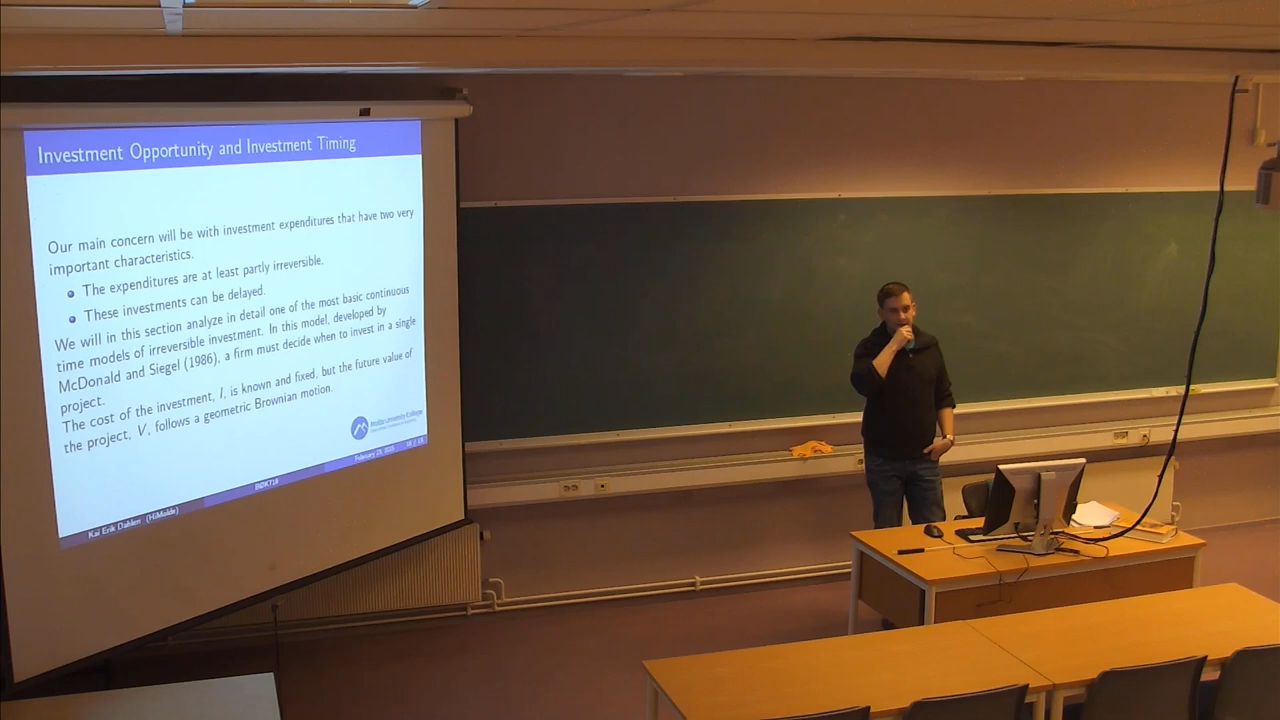 Investment Opportunity and Investment Timing
Our main concern will be with investment expenditures that have two very
important characteristics.
The expenditures are at least partly irreversible.
These investments can be delayed.
We will in this section analyze in detail one of the most basic continuous
time models of irreversible investment. In this model, developed by
McDonald and Siegel (1986), a firm must decide when to invest in a single
project.
The cost of the investment, I, is known and fixed, but the future value of
the project, V, follows a geometric Brownian motion.
Molde University College
Kai Erik Dahlen (HiMolde)
BØK718